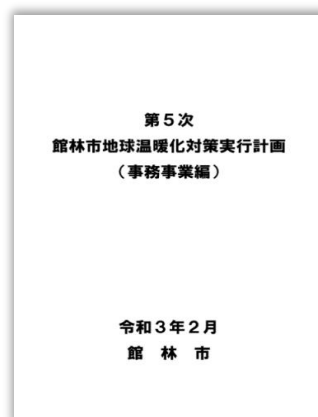 第５次
館林市地球温暖化対策実行計画
（事務事業編）
令和３年２月
館　林　市